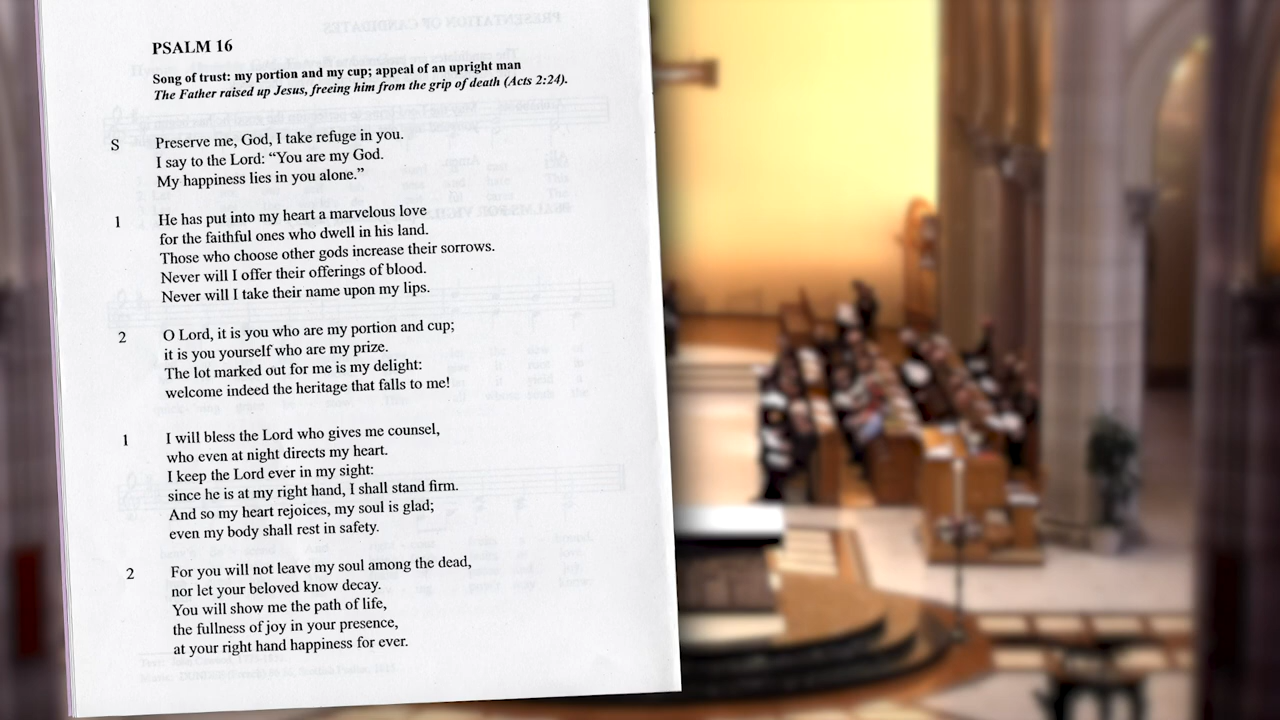 PSALM 16
Song of trust: my portion and my cup; appeal of an upright man
The Father raised up Jesus, freeing him from the grip of death (Acts 2:24).
S Preserve me, God, I take refuge in you.
I say to the Lord: “You are my God.
My happiness lies in you alone.”
1 He has put into my heart a marvelous love
for the faithful ones who dwell in his land.
Those who choose other gods increase their sorrows.
Never will I offer their offerings of blood.
Never will I take their name upon my lips.
2 O Lord, it is you who are my portion and cup;
it is you yourself who are my prize.
The lot marked out for me is my delight:
welcome indeed the heritage that falls to me!
1 I will bless the Lord who gives me counsel,
who even at night directs my heart.
I keep the Lord ever in my sight:
since he is at my right hand, I shall stand firm.
And so my heart rejoices, my soul is glad;
even my body shall rest in safety.
2 For you will not leave my soul among the dead,
nor let your beloved know decay.
You will show me the path of life,
the fullness of joy in your presence,
at your right hand happiness for ever.
PRESENTATION OF CANDIDATES